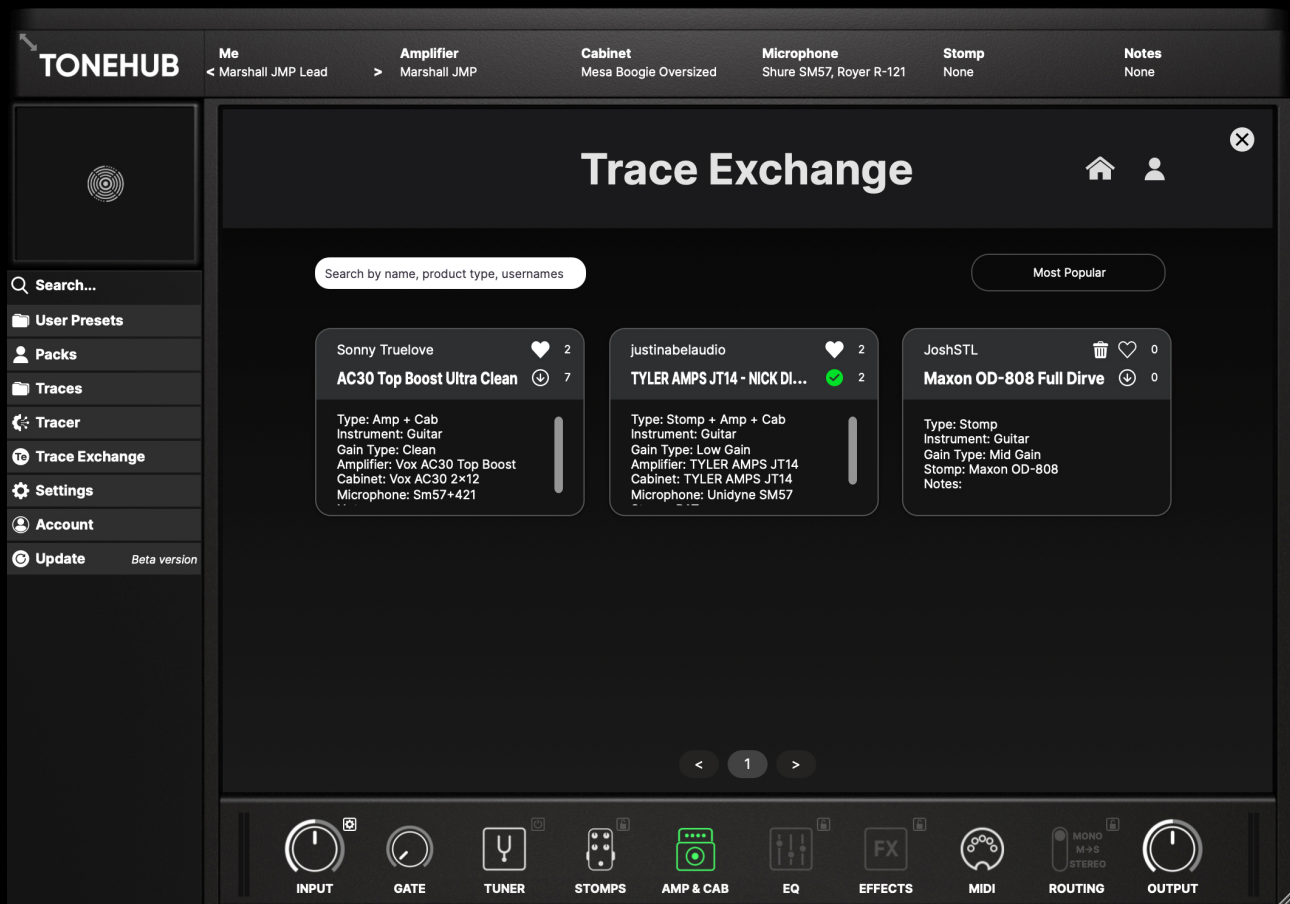 TONEHUB
Me
< Marshall JMP Lead >
Amplifier
Marshall JMP
Cabinet
Mesa Boogie Oversized
Microphone
Shure SM57, Royer R-121
Stomp
None
Notes
None
Search...
User Presets
Packs
Traces
Tracer
Te Trace Exchange
Settings
Account
Update Beta version
Trace Exchange
Search by name, product type, usernames
Most Popular
Sonny Truelove 2
AC30 Top Boost Ultra Clean 7
Type: Amp + Cab
Instrument: Guitar
Gain Type: Clean
Amplifier: Vox AC30 Top Boost
Cabinet: Vox AC30 2×12
Microphone: Sm57+421
justinabelaudio 2
TYLER AMPS JT14 - NICK DI... 2
Type: Stomp + Amp + Cab
Instrument: Guitar
Gain Type: Low Gain
Amplifier: TYLER AMPS JT14
Cabinet: TYLER AMPS JT14
Microphone: Unidyne SM57
JoshSTL 0
Maxon OD-808 Full Dirve 0
Type: Stomp
Instrument: Guitar
Gain Type: Mid Gain
Stomp: Maxon OD-808
Notes:
< 1 >
INPUT
GATE
TUNER
STOMPS
AMP & CAB
EQ
FX
EFFECTS
MIDI
MONO
M→S
STEREO
ROUTING
OUTPUT